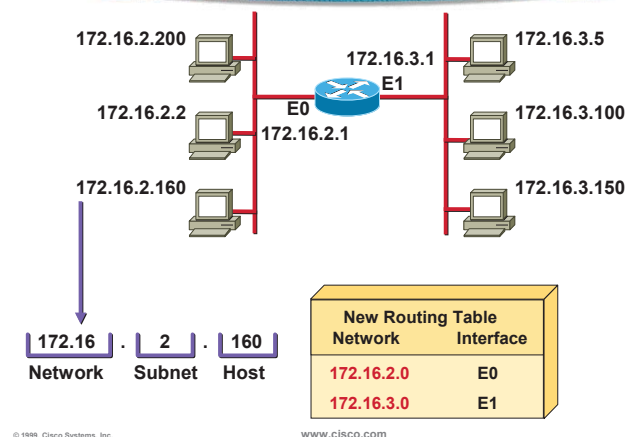 172.16.2.200
172.16.3.1
172.16.3.5
E1
E0
172.16.2.2
172.16.2.1
172.16.3.100
172.16.2.160
172.16.3.150
172.16 . 2 . 160
Network Subnet Host
New Routing Table
Network Interface
172.16.2.0 E0
172.16.3.0 E1
© 1999, Cisco Systems, Inc.
www.cisco.com